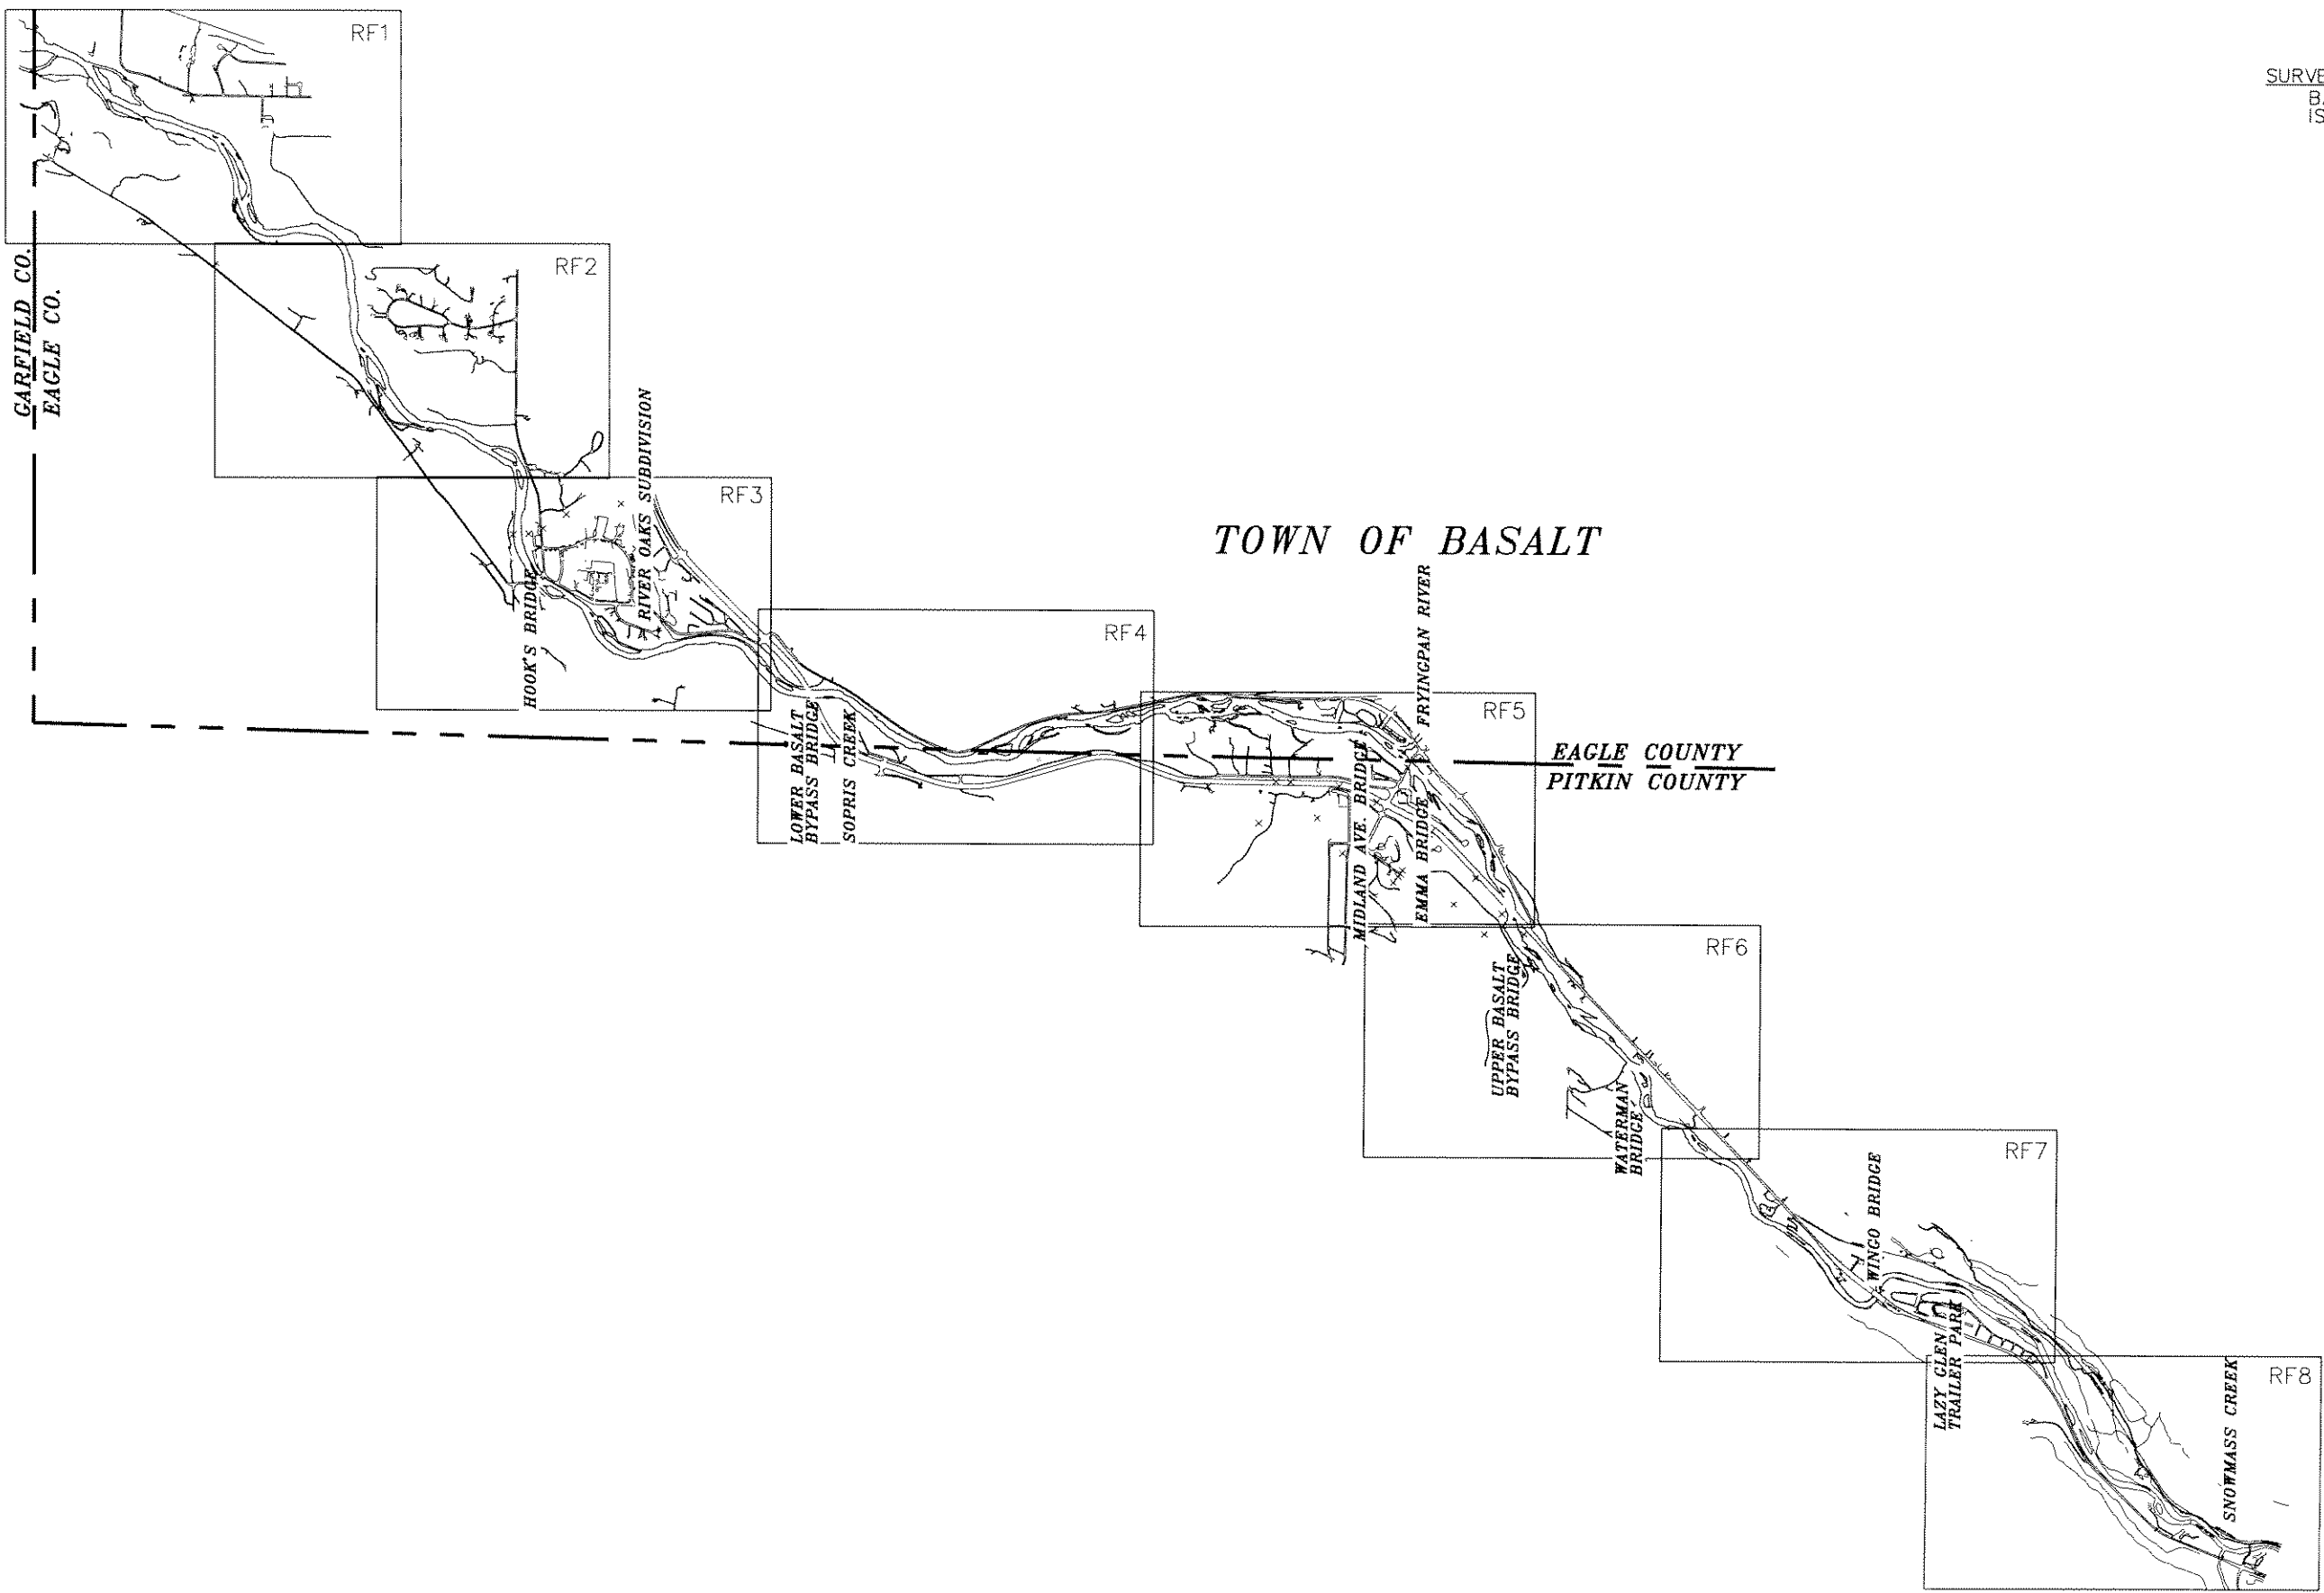 RF1
SURVE
B
IS
GARFIELD CO.
EAGLE CO.
RF2
RIVER OAKS SUBDIVISION
RF3
HOOK'S BRIDGE
TOWN OF BASALT
RF4
LOWER BASALT
BYPASS BRIDGE
SOPRIS CREEK
FRYINGPAN RIVER
RF5
EAGLE COUNTY
PITKIN COUNTY
MIDLAND AVE. BRIDGE
EMMA BRIDGE
RF6
UPPER BASALT
BYPASS BRIDGE
WATERMAN
BRIDGE
RF7
WINGO BRIDGE
LAZY GLEN
TRAILER PARK
RF8
SNOWMASS CREEK